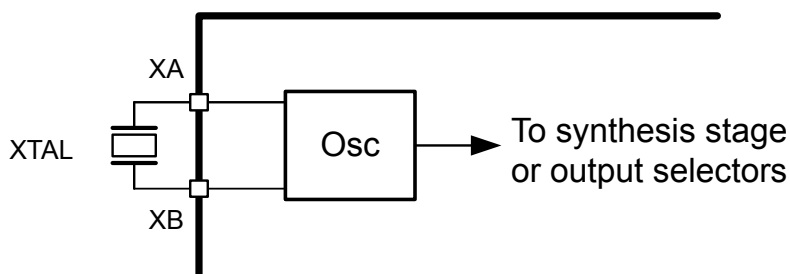 XA
XTAL
Osc
To synthesis stage
or output selectors
XB